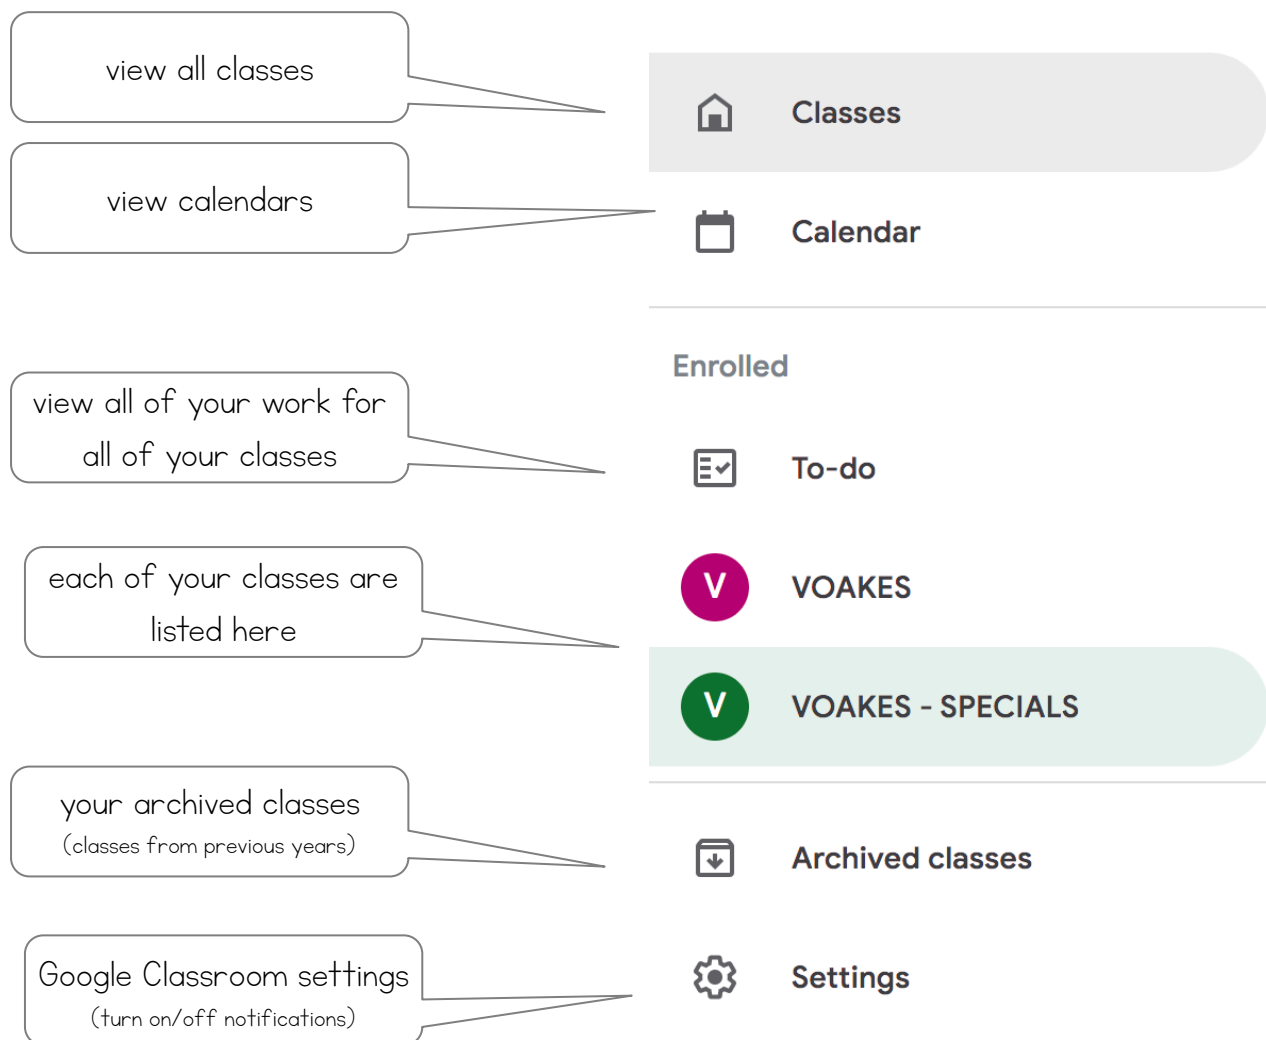 view all classes
Classes
view calendars
Calendar
Enrolled
view all of your work for
all of your classes
To-do
each of your classes are
listed here
V VOAKES
V VOAKES - SPECIALS
your archived classes
(classes from previous years)
Archived classes
Google Classroom settings
(turn on/off notifications)
Settings